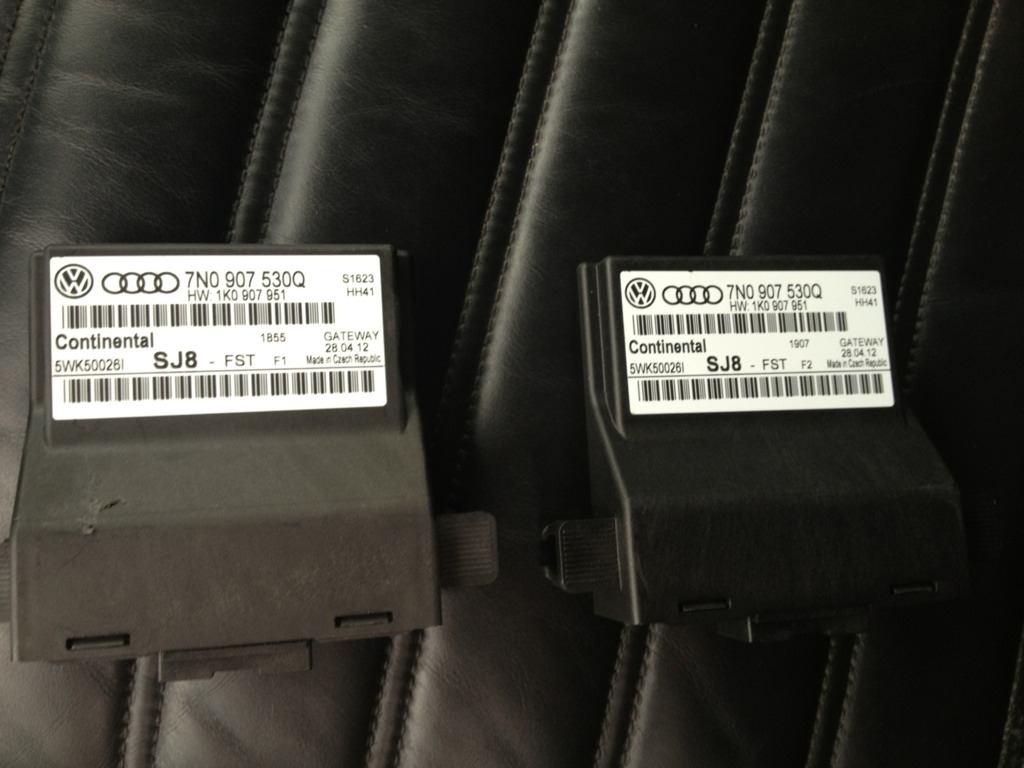 7N0 907 530Q
S1623
HW: 1K0 907 951
HH41
Continental
1855
GATEWAY
28.04.12
5WK50026I
SJ8 - FST F1
Made in Czech Republic
7N0 907 530Q
S1623
HW: 1K0 907 951
HH41
Continental
1907
GATEWAY
28.04.12
5WK50026I
SJ8 - FST F2
Made in Czech Republic